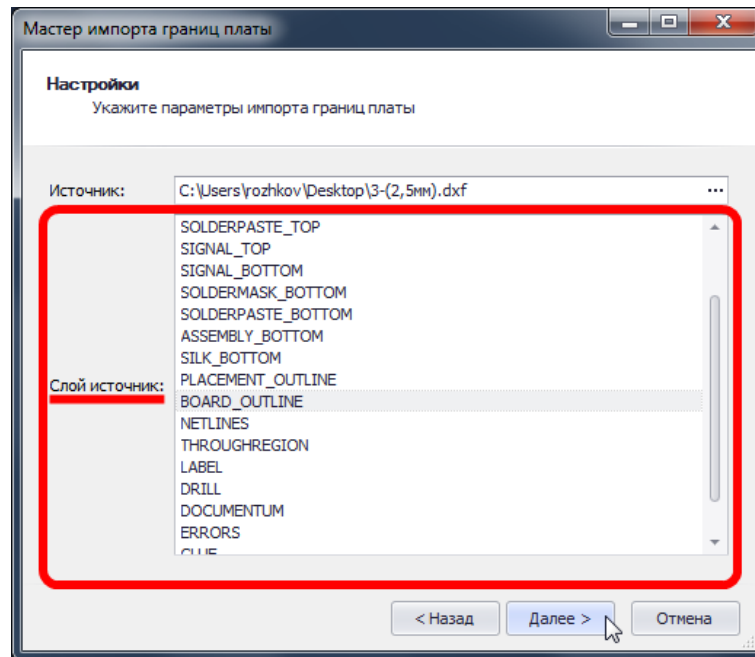 Мастер импорта границ платы
Настройки
Укажите параметры импорта границ платы
Источник: C:\Users\rozhkov\Desktop\3-(2,5мм).dxf ...
SOLDERPASTE_TOP
SIGNAL_TOP
SIGNAL_BOTTOM
SOLDERMASK_BOTTOM
SOLDERPASTE_BOTTOM
ASSEMBLY_BOTTOM
SILK_BOTTOM
PLACEMENT_OUTLINE
Слой источник:
BOARD_OUTLINE
NETLINES
THROUGHREGION
LABEL
DRILL
DOCUMENTUM
ERRORS
< Назад Далее > Отмена